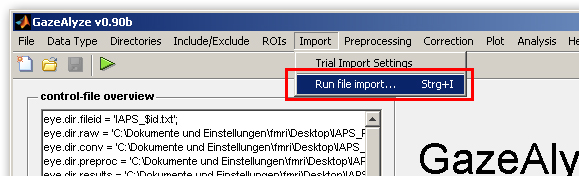 GazeAlyze v0.90b
File Data Type Directories Include/Exclude ROIs Import Preprocessing Correction Plot Analysis
Trial Import Settings
Run file import... Strg+I
control-file overview
eye.dir.fileid = 'IAPS_$id.txt';
eye.dir.raw = 'C:\Dokumente und Einstellungen\fmri\Desktop\IAPS_F
eye.dir.conv = 'C:\Dokumente und Einstellungen\fmri\Desktop\IAPS
eye.dir.preproc = 'C:\Dokumente und Einstellungen\fmri\Desktop\IA
eye.dir.results = 'C:\Dokumente und Einstellungen\fmri\Desktop\IAP
GazeAly